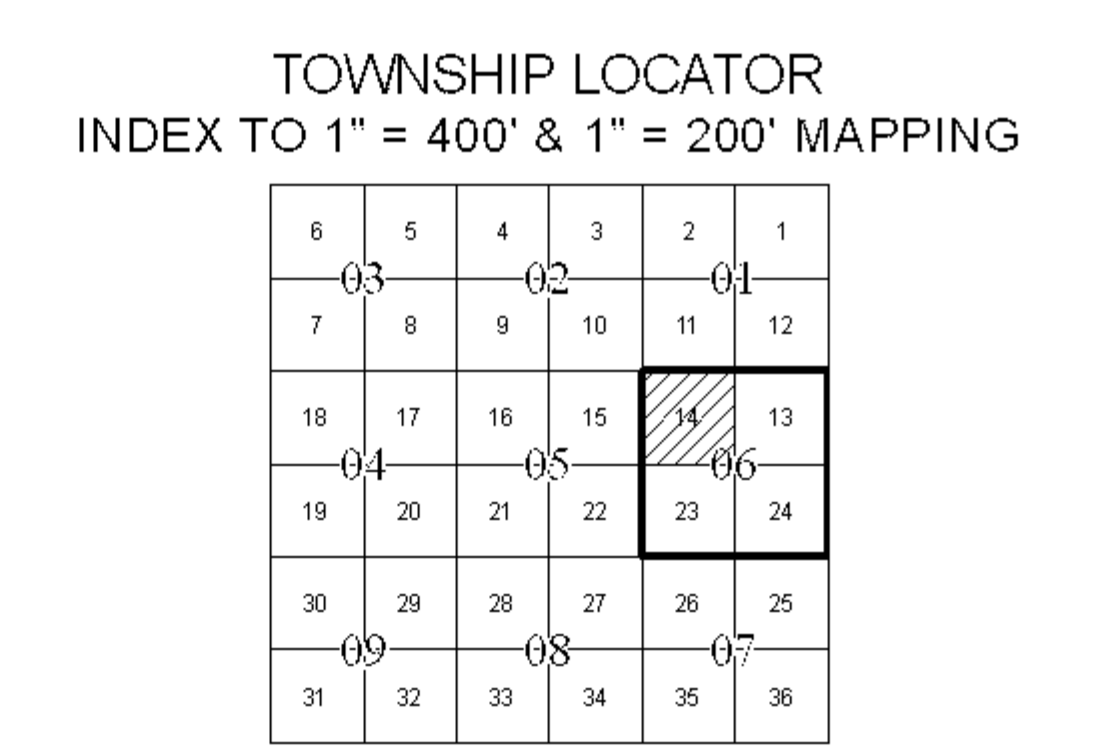 TOWNSHIP LOCATOR
INDEX TO 1" = 400' & 1" = 200' MAPPING
6 5 4 3 2 1
03 02 01
7 8 9 10 11 12
18 17 16 15 14 13
04 05 06
19 20 21 22 23 24
30 29 28 27 26 25
09 08 07
31 32 33 34 35 36